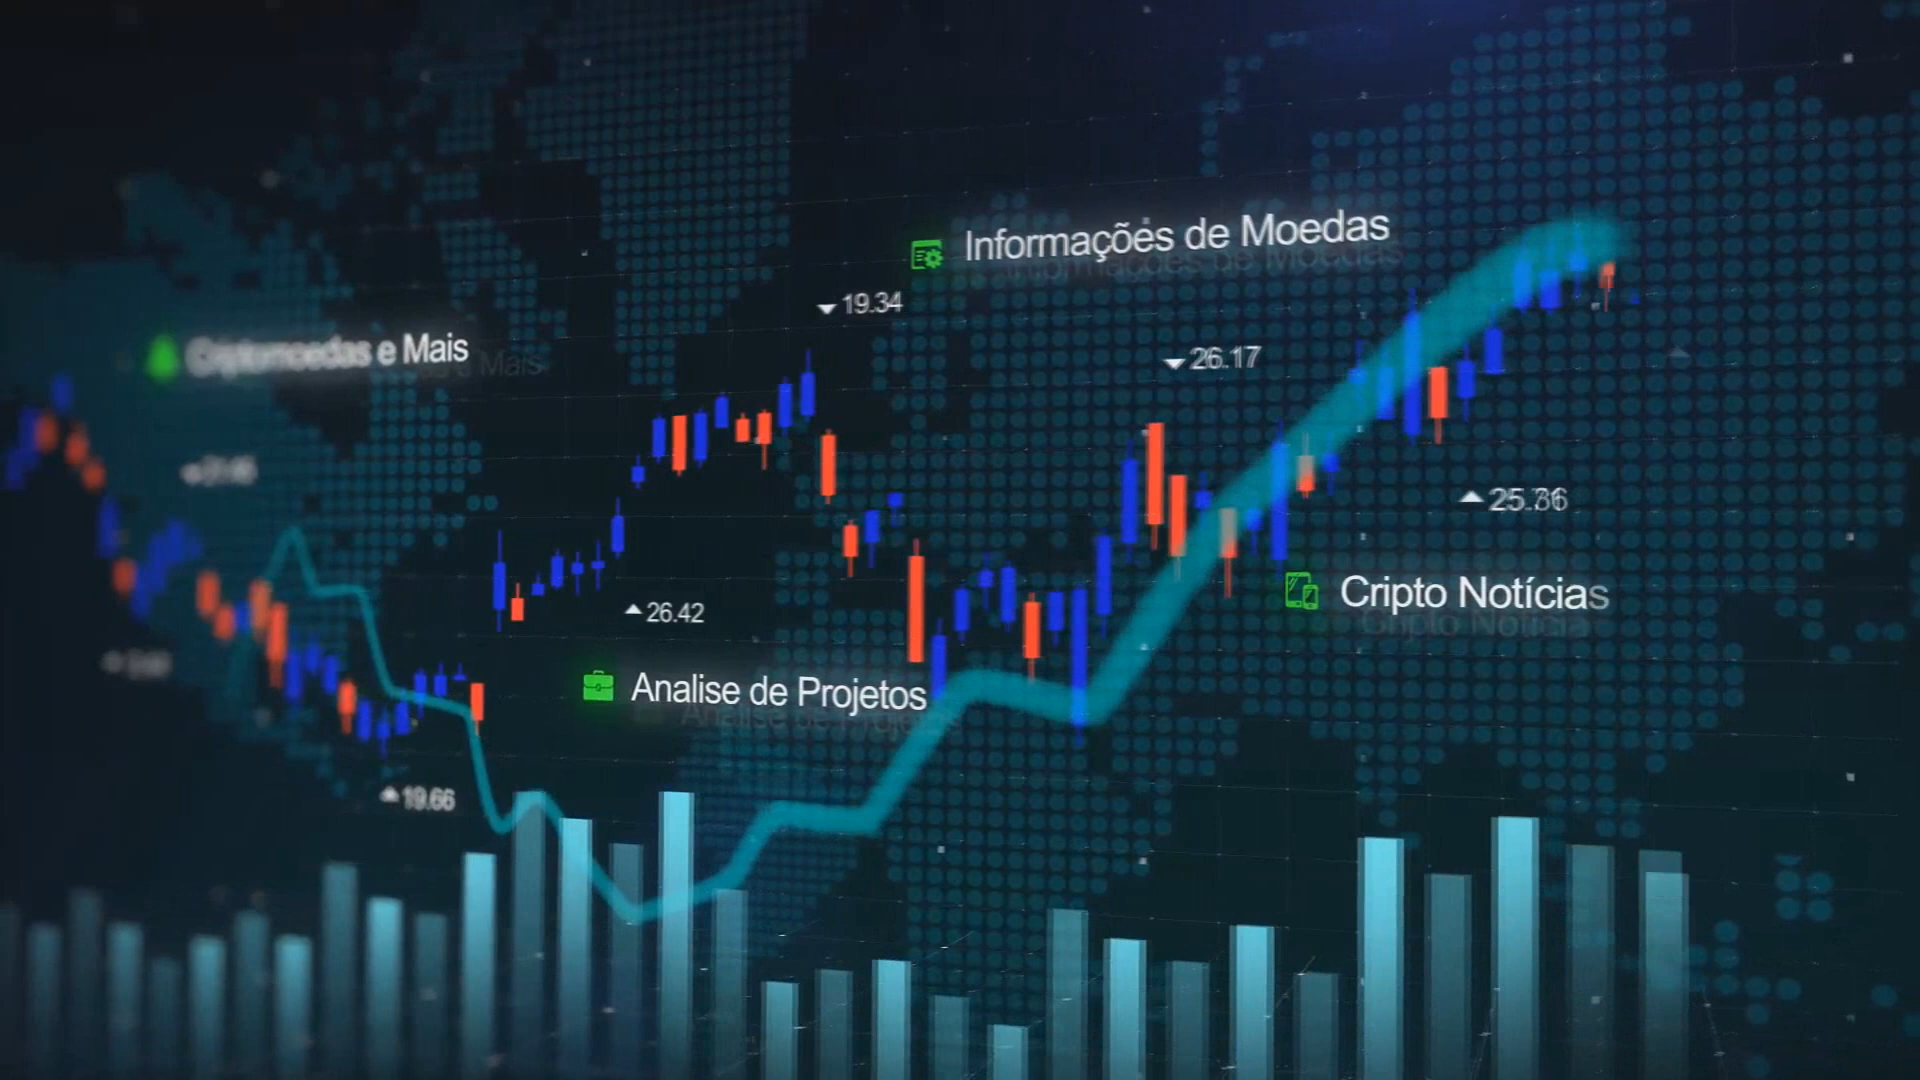 Informações de Moedas
19.34
Criptomoedas e Mais
26.17
25.36
Cripto Notícias
26.42
Analise de Projetos
19.66